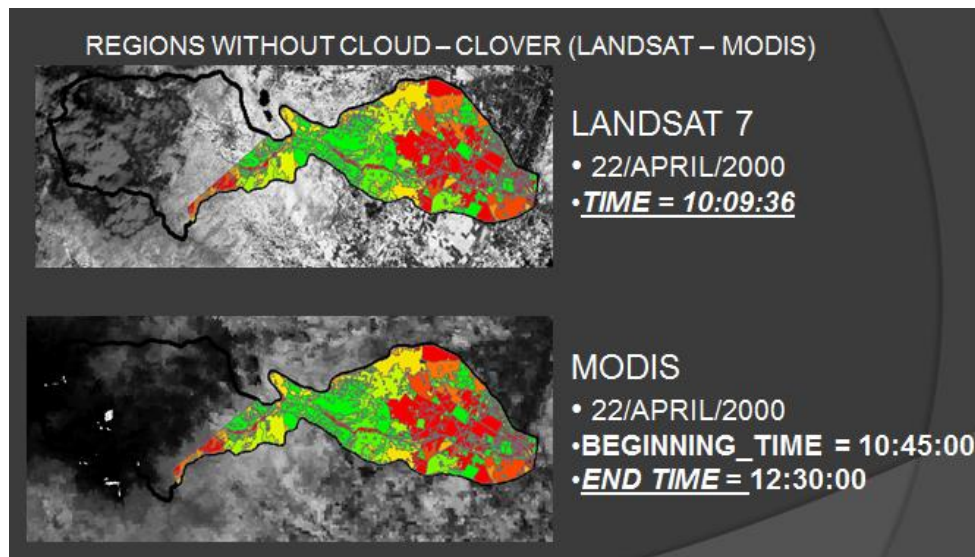 REGIONS WITHOUT CLOUD – CLOVER (LANDSAT – MODIS)
LANDSAT 7
• 22/APRIL/2000
•TIME = 10:09:36
MODIS
• 22/APRIL/2000
•BEGINNING_TIME = 10:45:00
•END TIME = 12:30:00